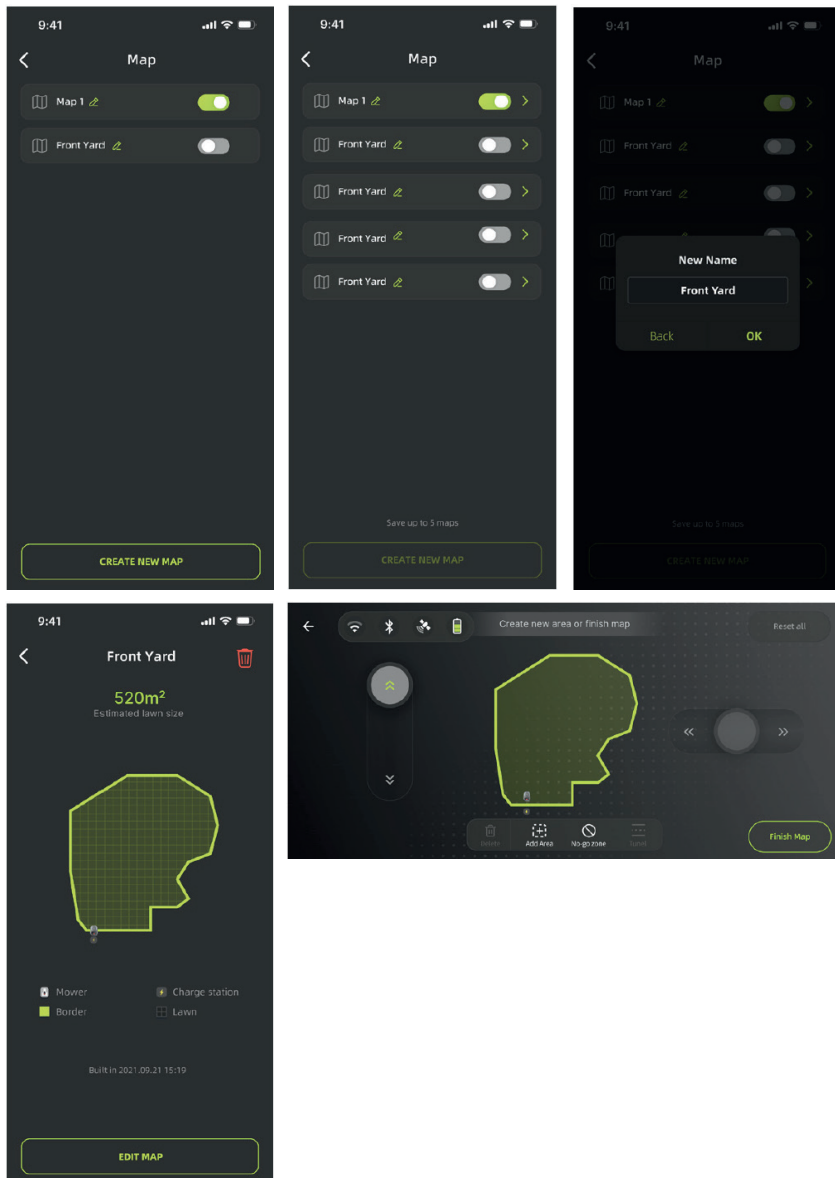 9:41
Map
Map 1
Front Yard
CREATE NEW MAP
9:41
Map
Map 1
Front Yard
Front Yard
Front Yard
Front Yard
Save up to 5 maps
CREATE NEW MAP
9:41
Map
Map 1
Front Yard
Front Yard
New Name
Front Yard
Back
OK
Save up to 5 maps
CREATE NEW MAP
9:41
Front Yard
520m²
Estimated lawn size
Mower
Charge station
Border
Lawn
Built in 2021.09.21 15:19
EDIT MAP
Create new area or finish map
Reset all
Delete
Add Area
No-go zone
Finish Map